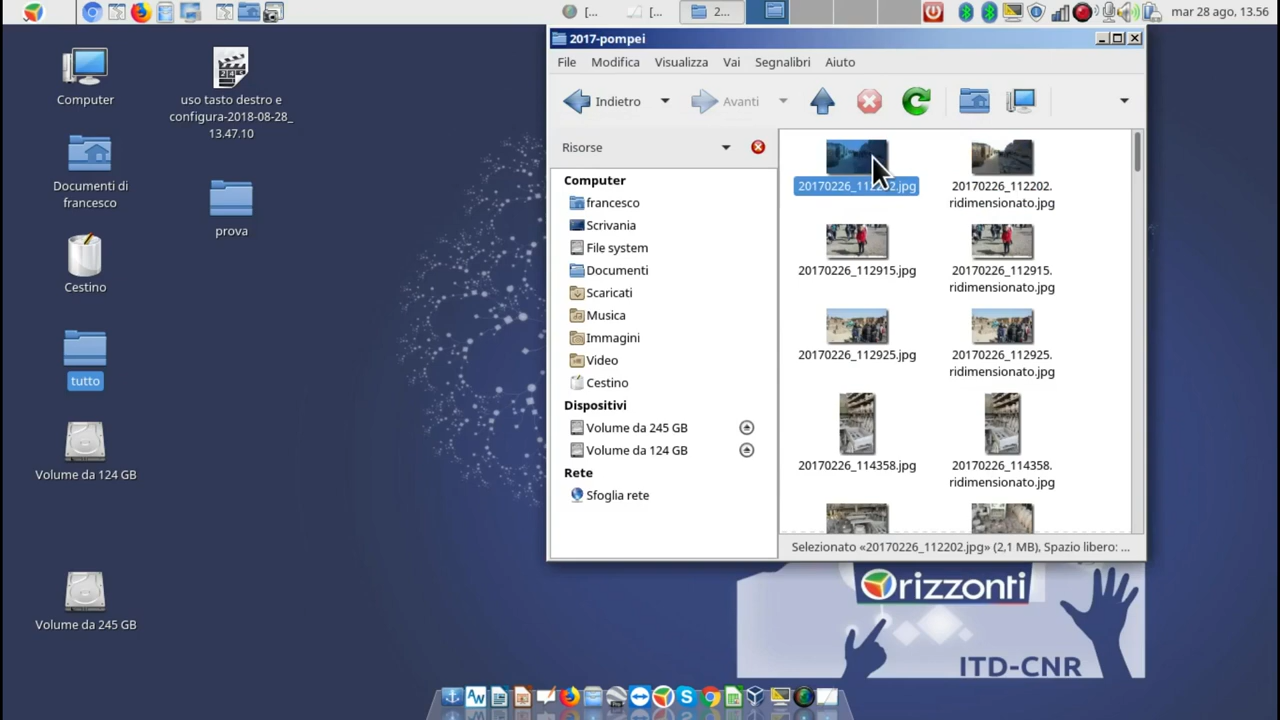 [...
[...
2...
mar 28 ago, 13.56
Computer
Documenti di
francesco
Cestino
tutto
Volume da 124 GB
Volume da 245 GB
uso tasto destro e
configura-2018-08-28_
13.47.10
prova
2017-pompei
File Modifica Visualizza Vai Segnalibri Aiuto
Indietro Avanti
Risorse
Computer
francesco
Scrivania
File system
Documenti
Scaricati
Musica
Immagini
Video
Cestino
Dispositivi
Volume da 245 GB
Volume da 124 GB
Rete
Sfoglia rete
20170226_112202.jpg
20170226_112202.
ridimensionato.jpg
20170226_112915.jpg
20170226_112915.
ridimensionato.jpg
20170226_112925.jpg
20170226_112925.
ridimensionato.jpg
20170226_114358.jpg
20170226_114358.
ridimensionato.jpg
Selezionato «20170226_112202.jpg» (2,1 MB), Spazio libero: ...
Orizzonti
ITD-CNR